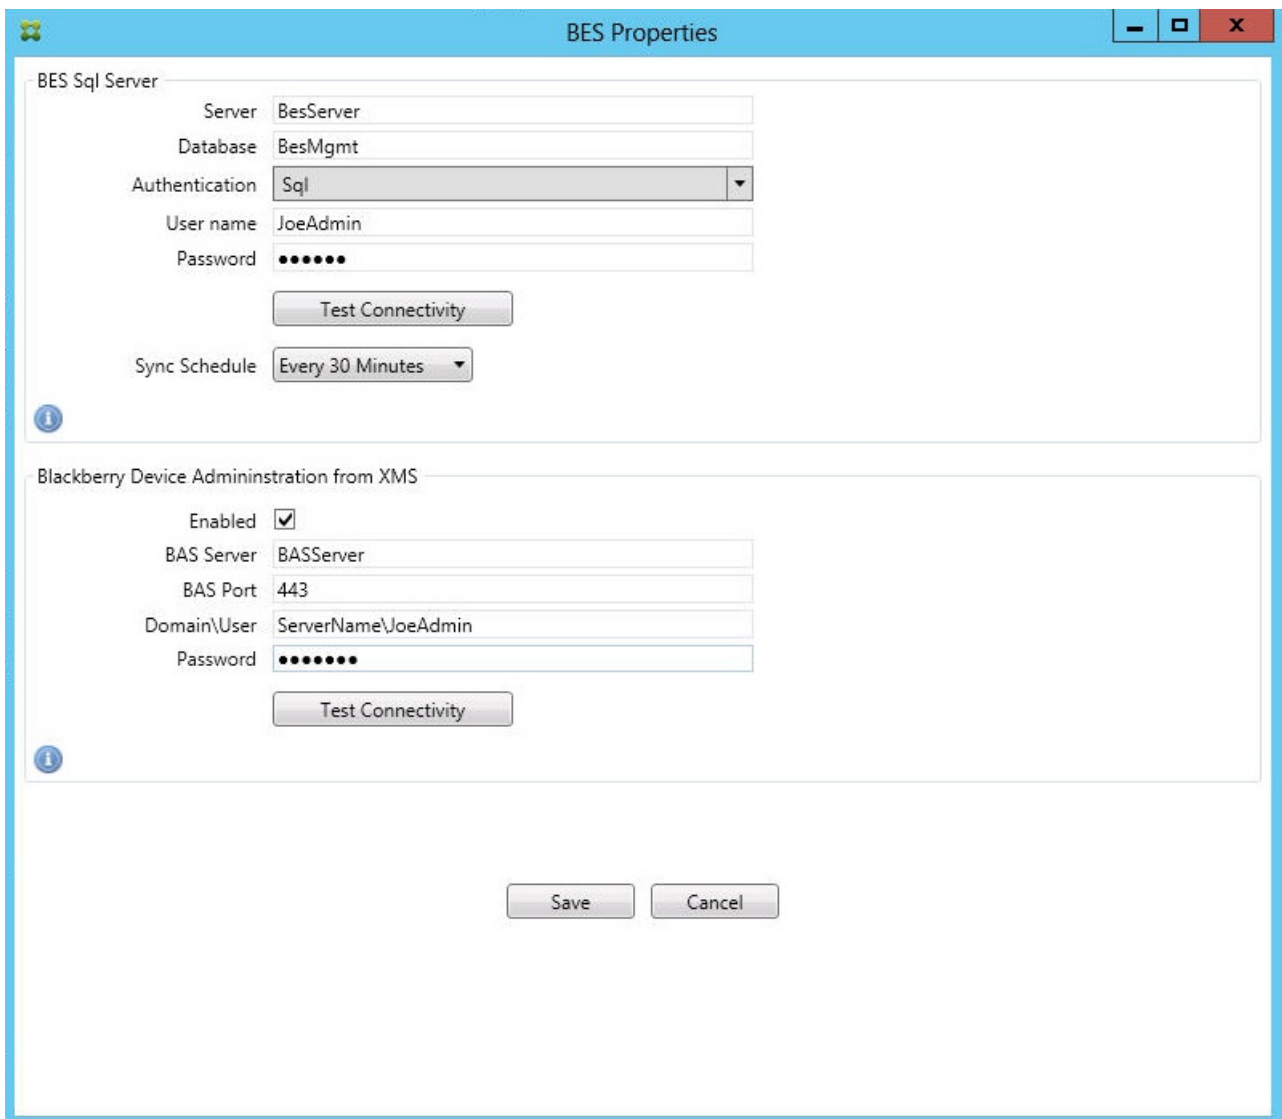 BES Properties
BES Sql Server
Server BesServer
Database BesMgmt
Authentication Sql
User name JoeAdmin
Password ●●●●●●
Test Connectivity
Sync Schedule Every 30 Minutes
Blackberry Device Admininstration from XMS
Enabled
BAS Server BASServer
BAS Port 443
Domain\User ServerName\JoeAdmin
Password ●●●●●●●
Test Connectivity
Save Cancel